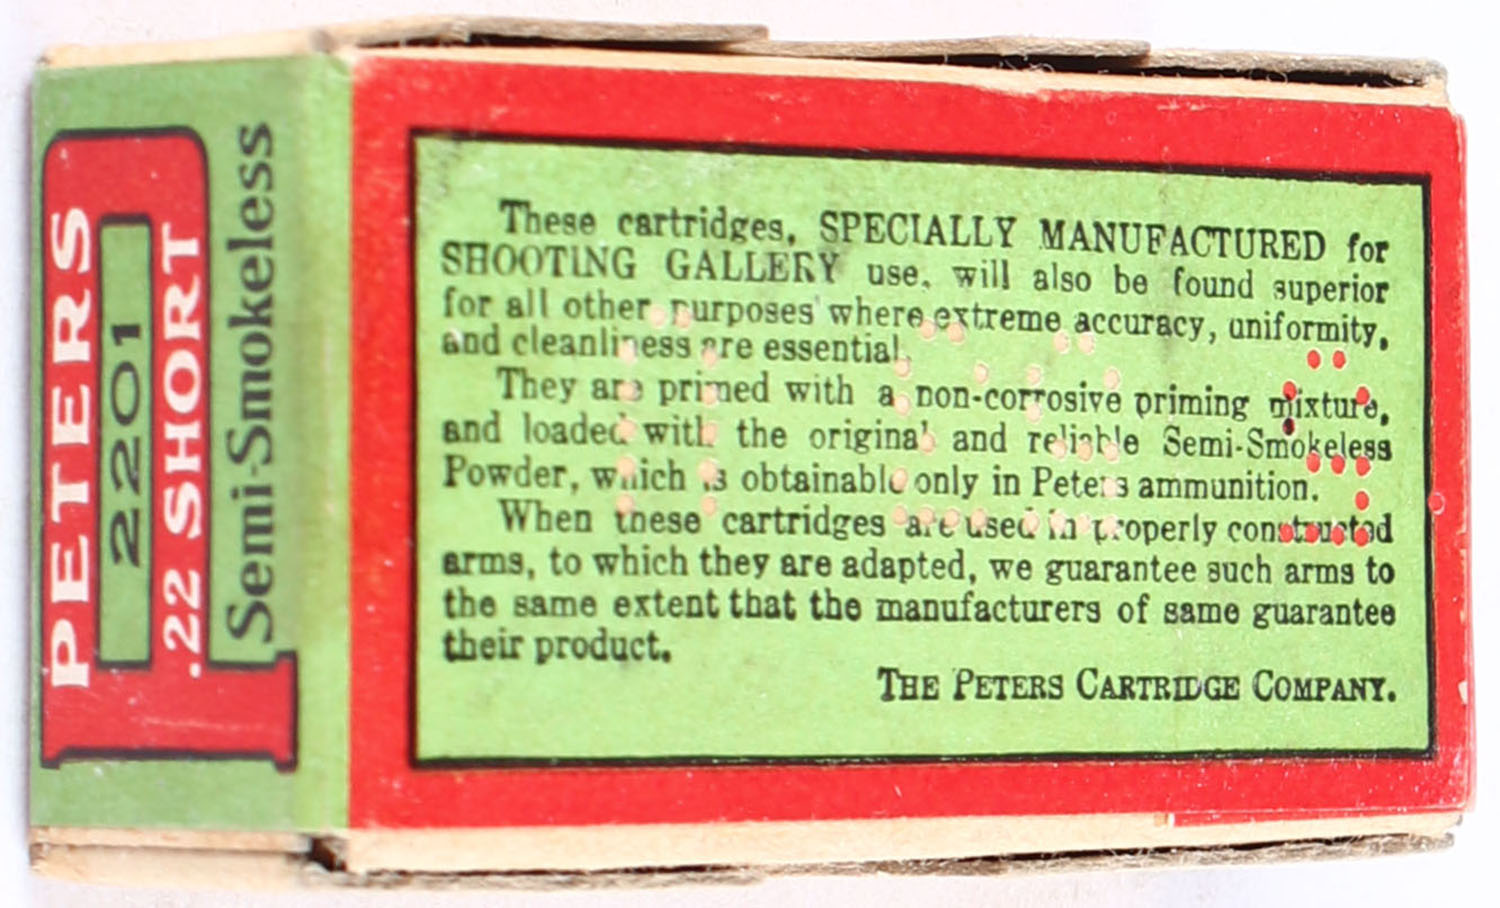 PETERS
2201
.22 SHORT
Semi-Smokeless
These cartridges, SPECIALLY MANUFACTURED for
SHOOTING GALLERY use, will also be found superior
for all other purposes where extreme accuracy, uniformity,
and cleanliness are essential.
They are primed with a non-corrosive priming mixture,
and loaded with the original and reliable Semi-Smokeless
Powder, which is obtainable only in Peters ammunition.
When these cartridges are used in properly constructed
arms, to which they are adapted, we guarantee such arms to
the same extent that the manufacturers of same guarantee
their product.
THE PETERS CARTRIDGE COMPANY.